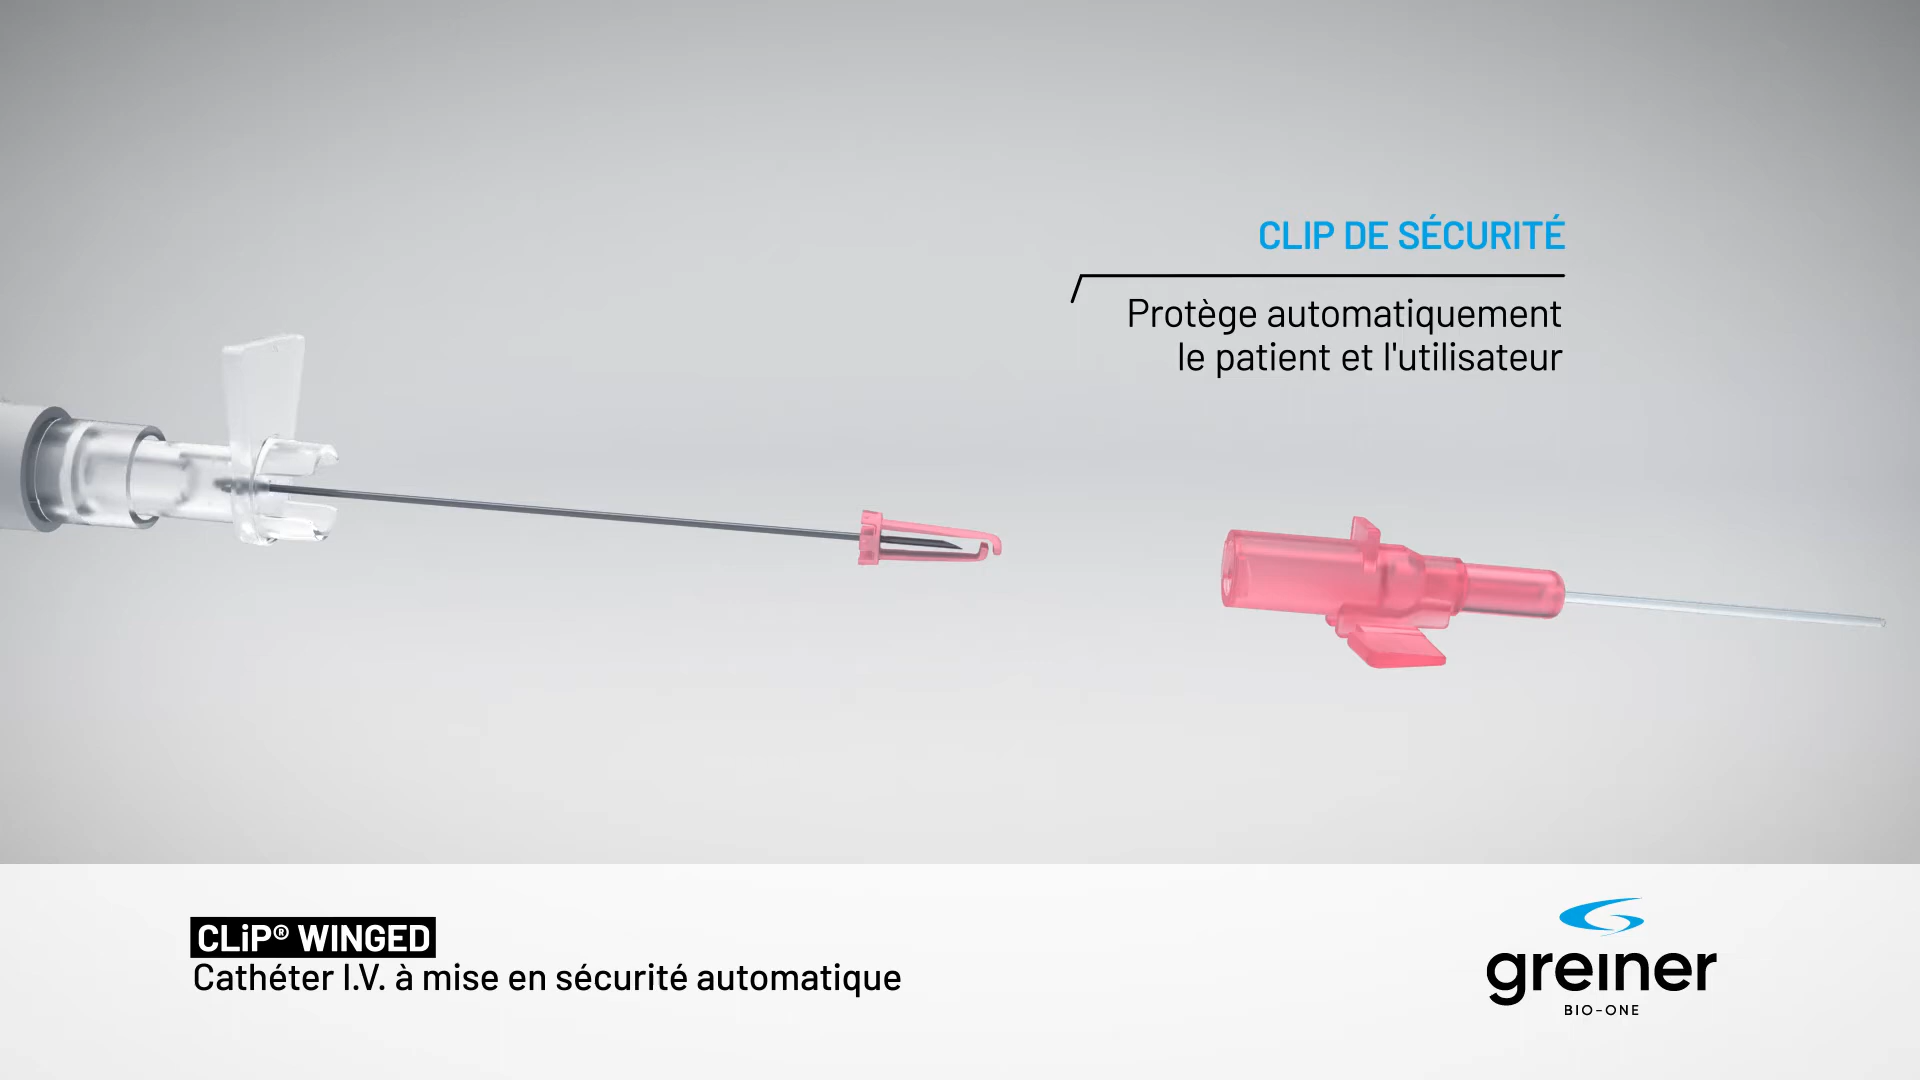 CLIP DE SÉCURITÉ
Protège automatiquement
le patient et l'utilisateur
CLiP® WINGED
Cathéter I.V. à mise en sécurité automatique
greiner
BIO-ONE